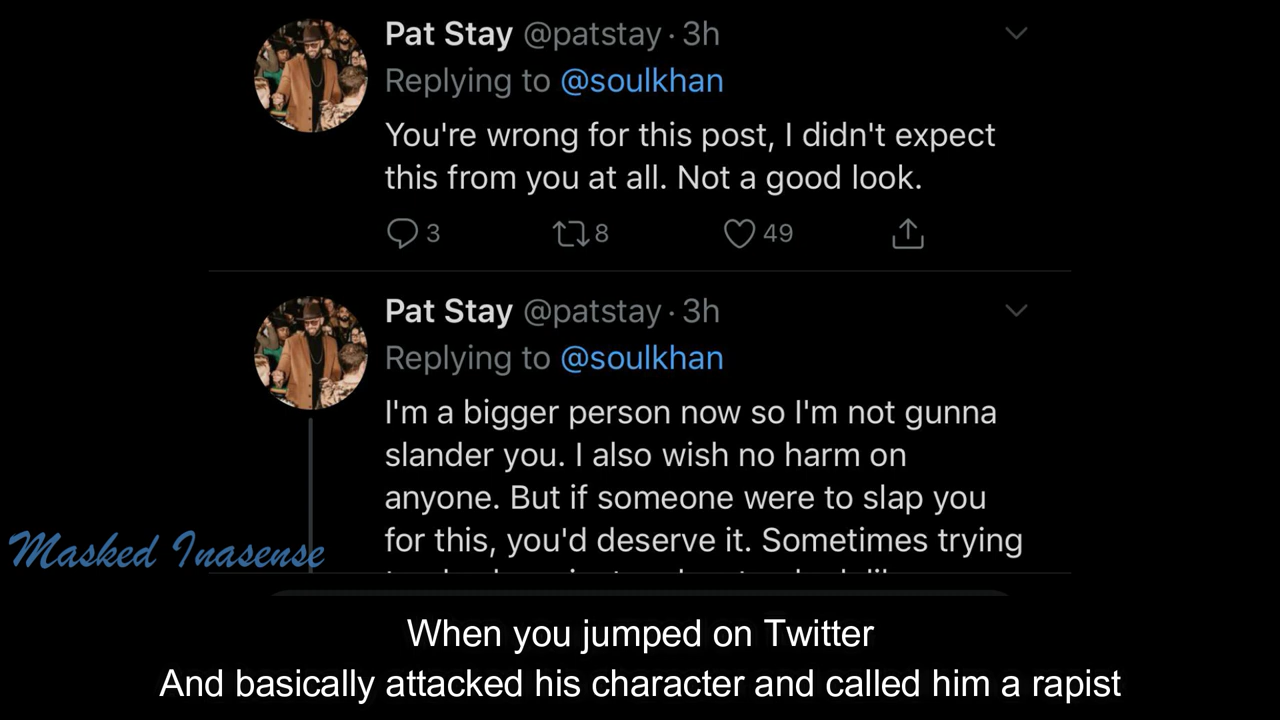 Pat Stay @patstay · 3h
Replying to @soulkhan
You're wrong for this post, I didn't expect
this from you at all. Not a good look.
3 8 49
Pat Stay @patstay · 3h
Replying to @soulkhan
I'm a bigger person now so I'm not gunna
slander you. I also wish no harm on
anyone. But if someone were to slap you
for this, you'd deserve it. Sometimes trying
Masked Inasense
When you jumped on Twitter
And basically attacked his character and called him a rapist